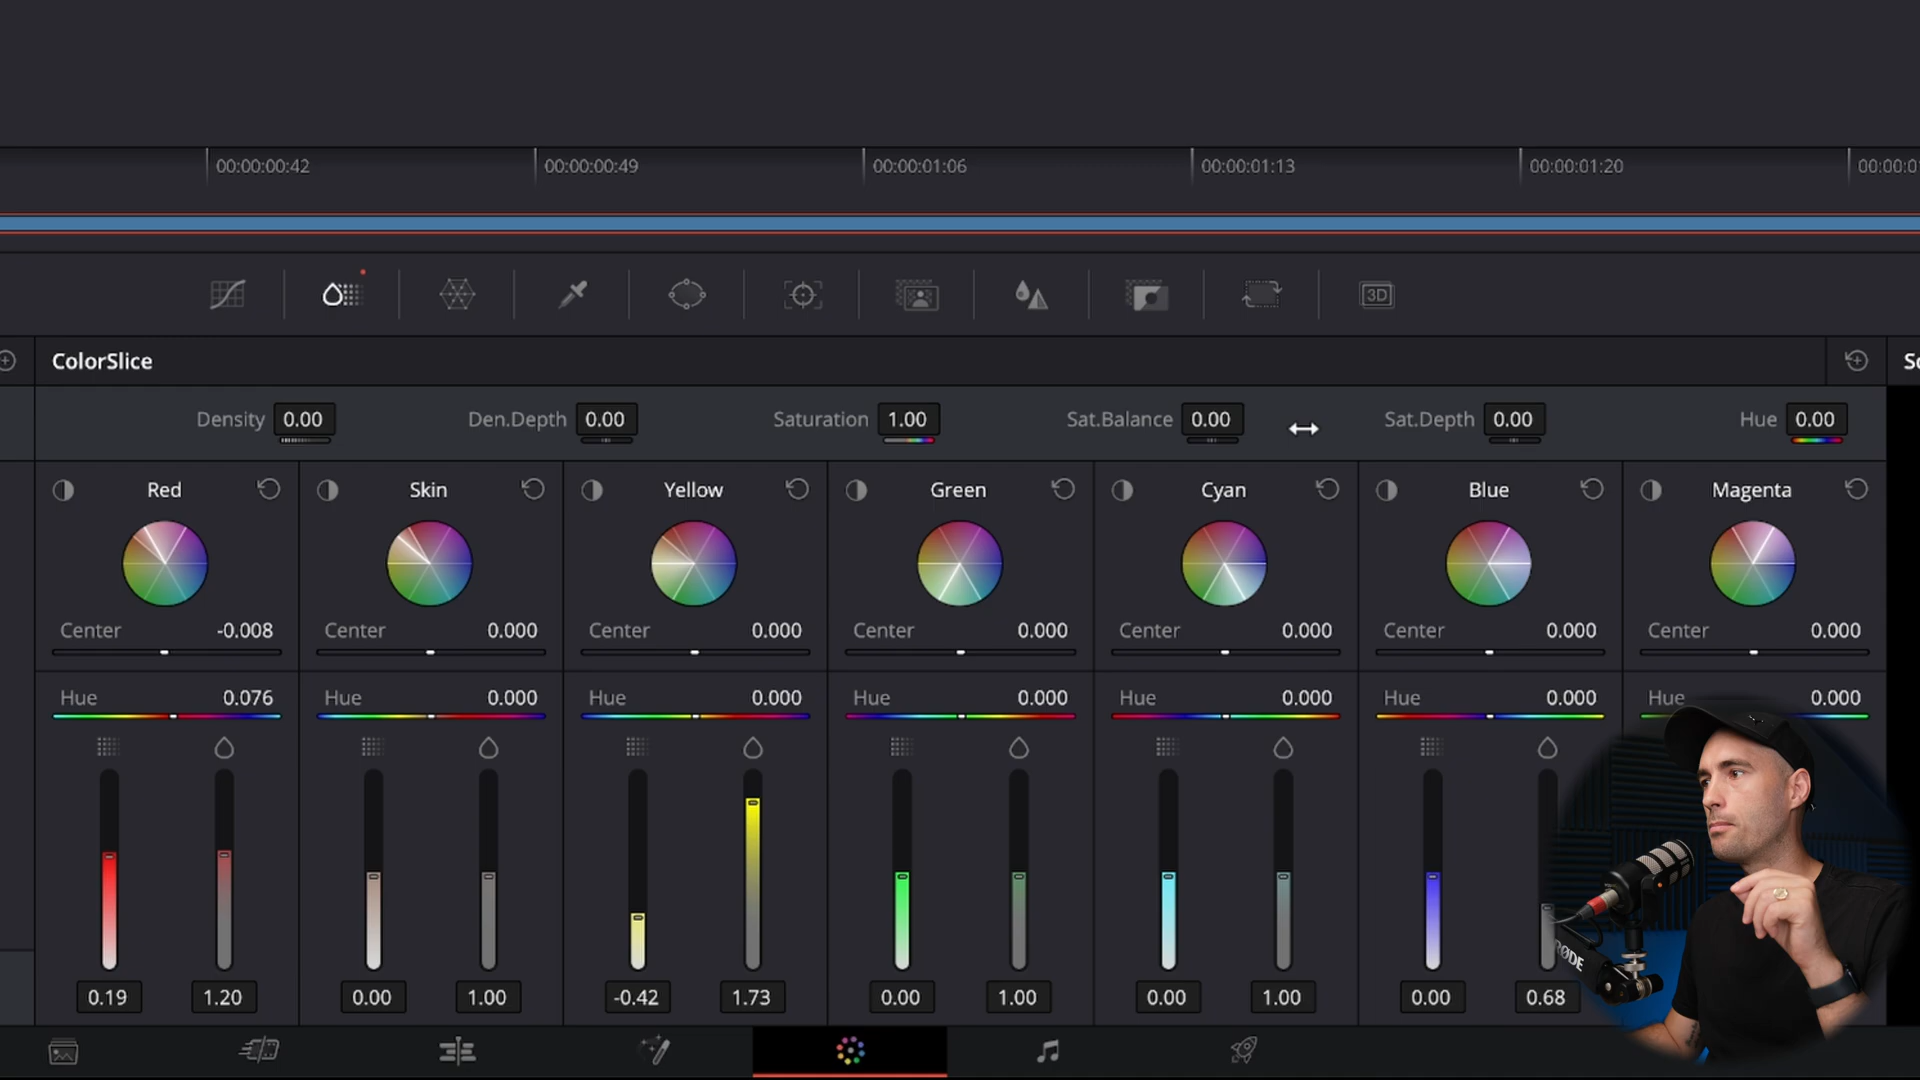 00:00:00:42 00:00:00:49 00:00:01:06 00:00:01:13 00:00:01:20
3D
ColorSlice
Density 0.00 Den.Depth 0.00 Saturation 1.00 Sat.Balance 0.00 Sat.Depth 0.00 Hue 0.00
Red Skin Yellow Green Cyan Blue Magenta
Center -0.008 Center 0.000 Center 0.000 Center 0.000 Center 0.000 Center 0.000 Center 0.000
Hue 0.076 Hue 0.000 Hue 0.000 Hue 0.000 Hue 0.000 Hue 0.000 Hue 0.000
RØDE
0.19 1.20 0.00 1.00 -0.42 1.73 0.00 1.00 0.00 1.00 0.00 0.68